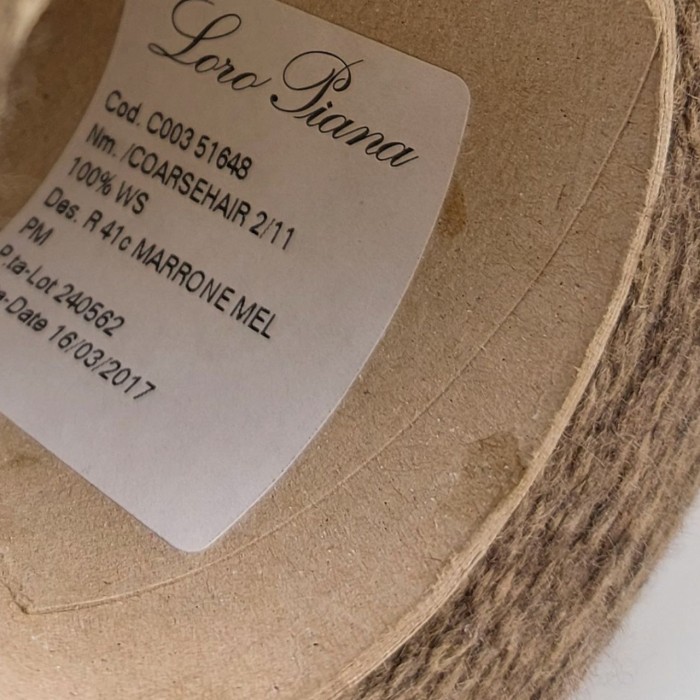 Loro Piana
Cod. C003 51648
Nm. /COARSEHAIR 2/11
100% WS
Des. R 41c MARRONE MEL
PM
P.ta-Lot 240562
a-Date 16/03/2017